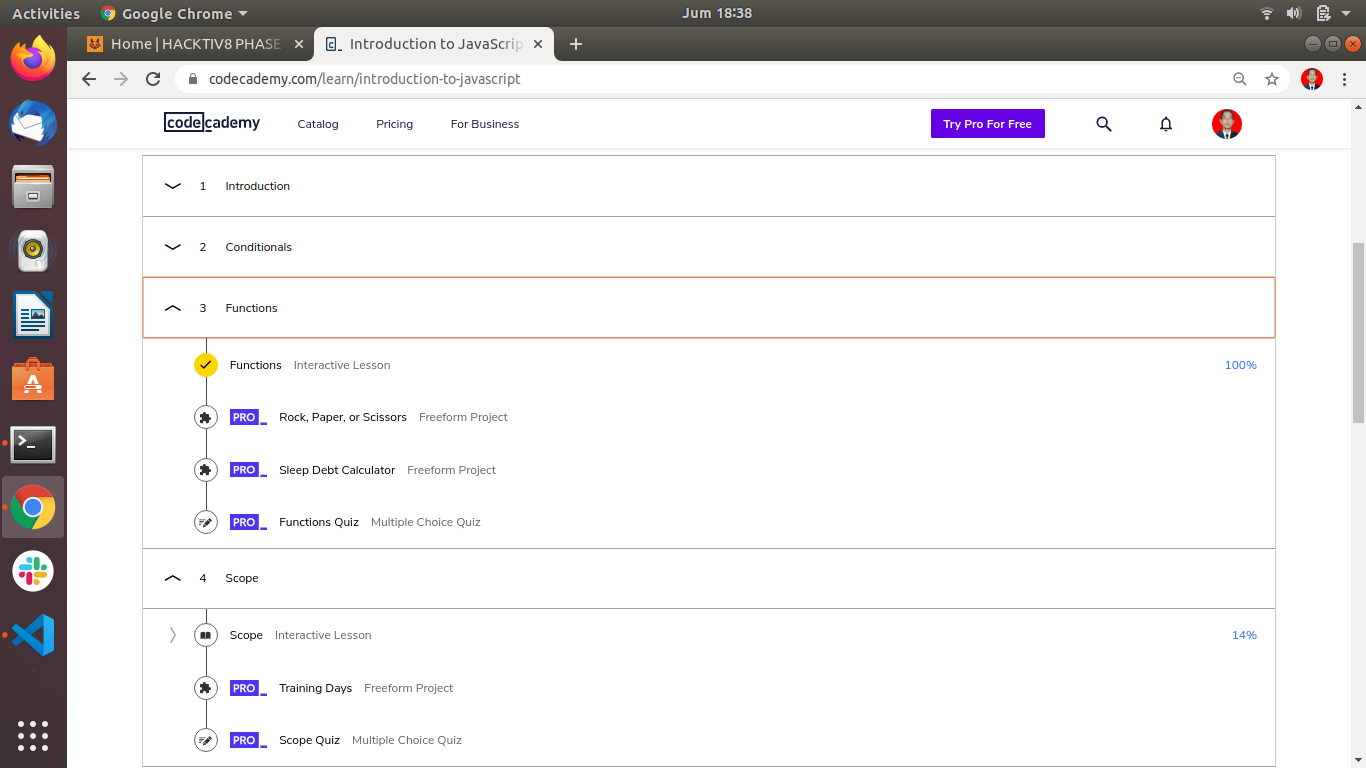 Activities Google Chrome Jum 18:38
Home | HACKTIV8 PHASE Introduction to JavaScrip
codecademy.com/learn/introduction-to-javascript
codecademy Catalog Pricing For Business Try Pro For Free
1 Introduction
2 Conditionals
3 Functions
Functions Interactive Lesson 100%
PRO Rock, Paper, or Scissors Freeform Project
PRO Sleep Debt Calculator Freeform Project
PRO Functions Quiz Multiple Choice Quiz
4 Scope
Scope Interactive Lesson 14%
PRO Training Days Freeform Project
PRO Scope Quiz Multiple Choice Quiz